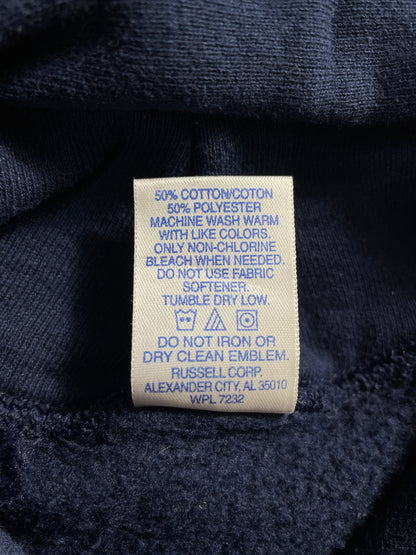 50% COTTON/COTON
50% POLYESTER
MACHINE WASH WARM
WITH LIKE COLORS.
ONLY NON-CHLORINE
BLEACH WHEN NEEDED.
DO NOT USE FABRIC
SOFTENER.
TUMBLE DRY LOW.
DO NOT IRON OR
DRY CLEAN EMBLEM.
RUSSELL CORP.
ALEXANDER CITY, AL 35010
WPL 7232